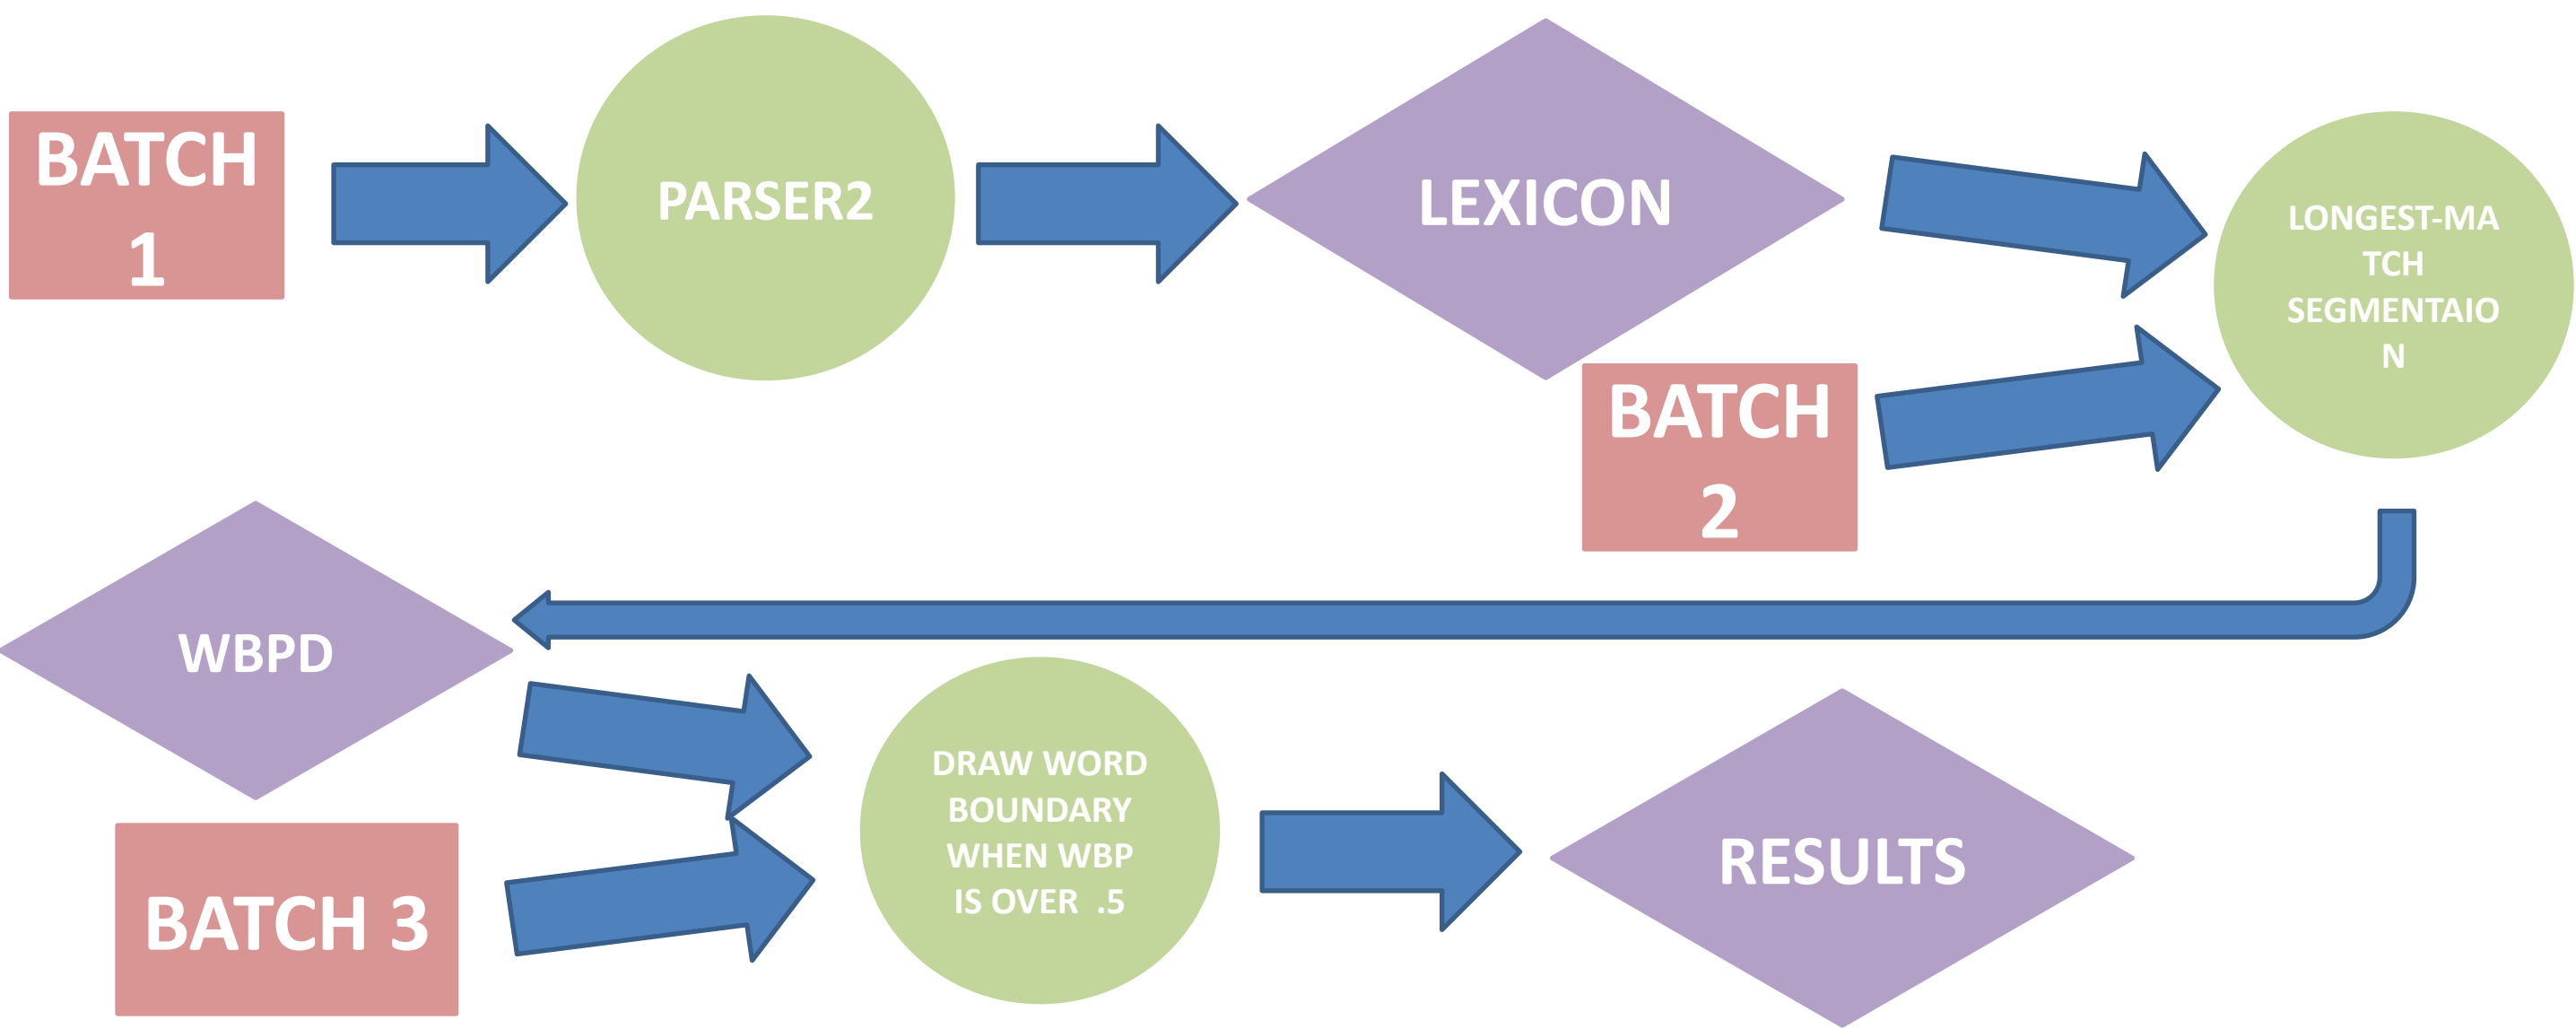 BATCH
1
PARSER2
LEXICON
LONGEST-MA
TCH
SEGMENTAIO
N
BATCH
2
WBPD
BATCH 3
DRAW WORD
BOUNDARY
WHEN WBP
IS OVER .5
RESULTS